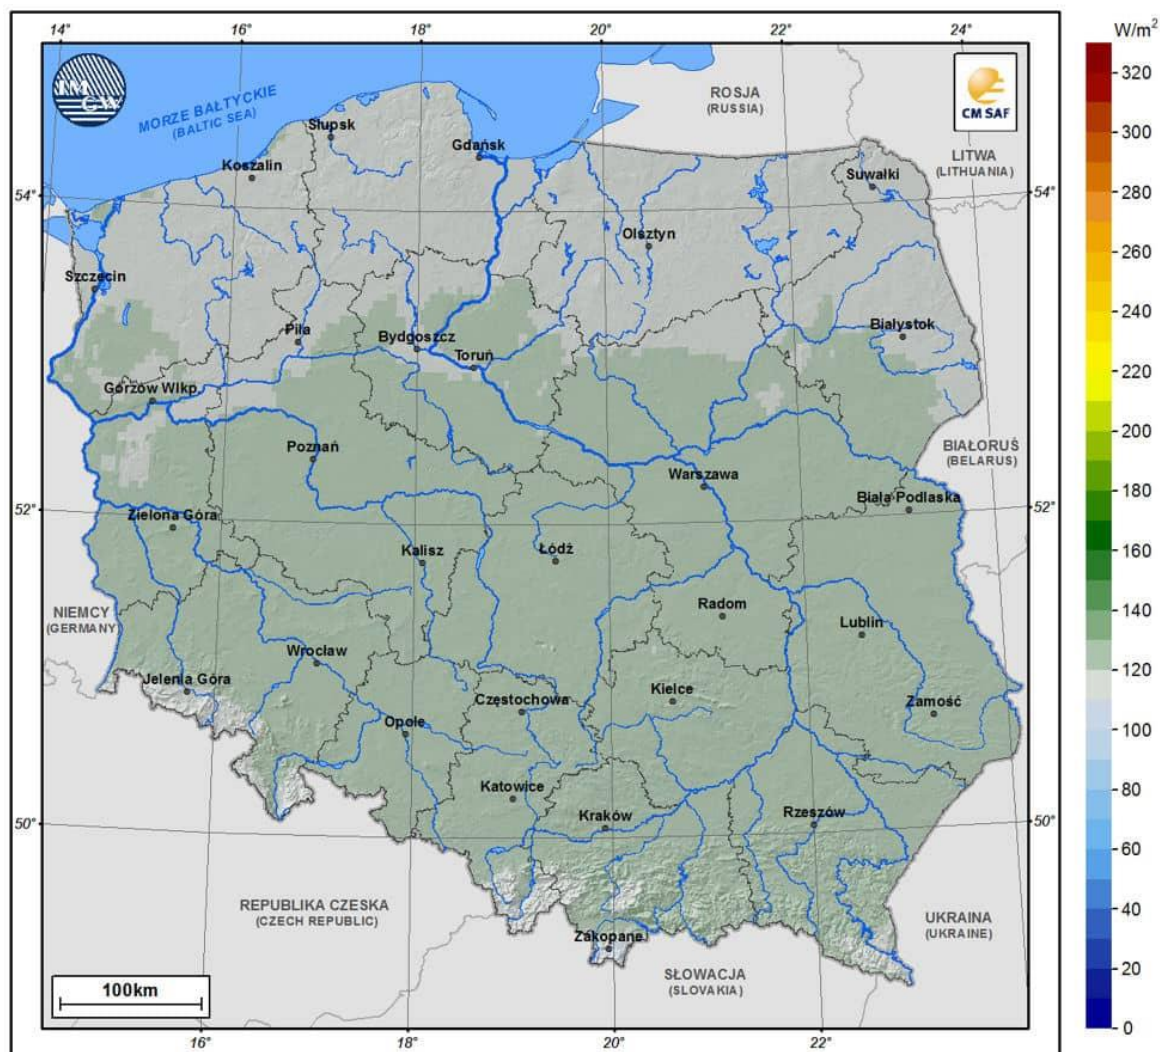 14°
16°
18°
20°
22°
24°
W/m²
IM
CW
MORZE BAŁTYCKIE
(BALTIC SEA)
ROSJA
(RUSSIA)
CM SAF
LITWA
(LITHUANIA)
320
300
280
260
240
220
200
180
160
140
120
100
80
60
40
20
0
Słupsk
Gdańsk
Koszalin
Suwałki
54°
54°
Olsztyn
Szczecin
Piła
Bydgoszcz
Białystok
Toruń
Gorzów Wlkp.
Poznań
BIAŁORUŚ
(BELARUS)
Warszawa
Biała Podlaska
52°
52°
Zielona Góra
Kalisz
Łódź
NIEMCY
(GERMANY)
Radom
Lublin
Wrocław
Jelenia Góra
Częstochowa
Kielce
Zamość
Opole
Katowice
Kraków
Rzeszów
50°
50°
REPUBLIKA CZESKA
(CZECH REPUBLIC)
UKRAINA
(UKRAINE)
Zakopane
SŁOWACJA
(SLOVAKIA)
100km
16°
18°
20°
22°